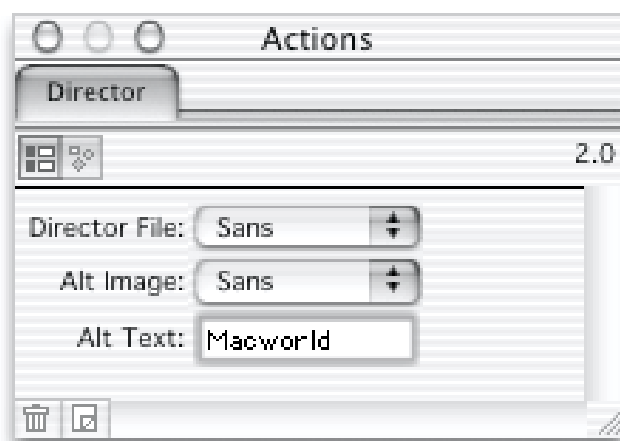 Actions
Director
2.0
Director File: Sans
Alt Image: Sans
Alt Text: Macworld